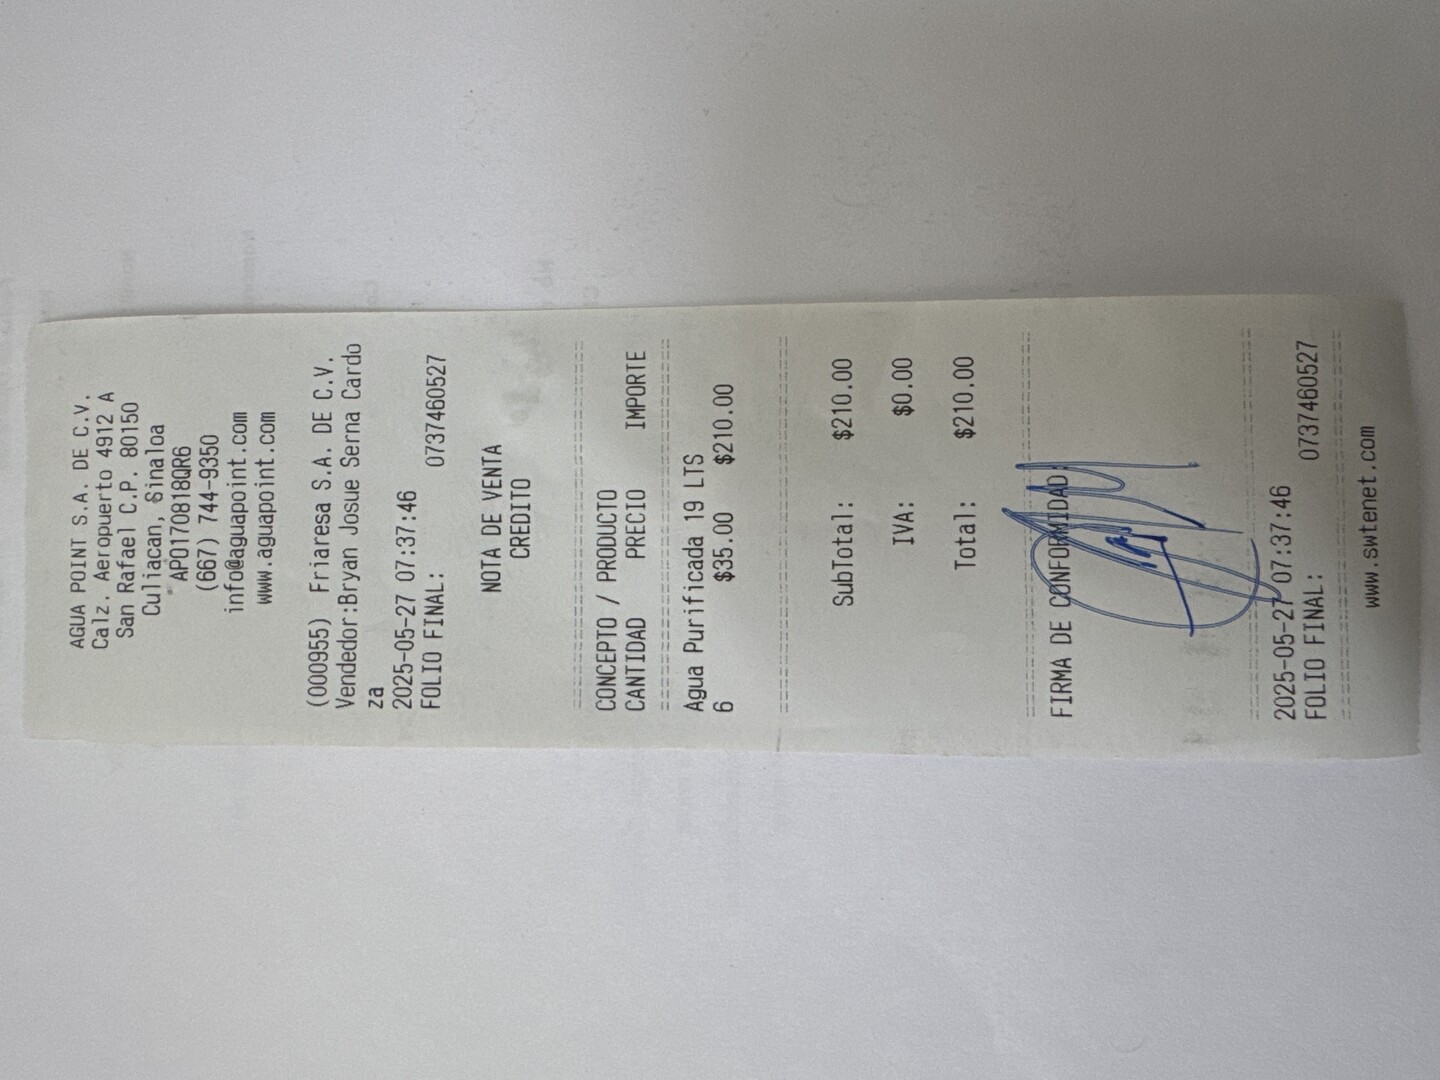 AGUA POINT S.A. DE C.V.
Calz. Aeropuerto 4912 A
San Rafael C.P. 80150
Culiacan, Sinaloa
APO170818QR6
(667) 744-9350
info@aguapoint.com
www.aguapoint.com
(000955) Friaresa S.A. DE C.V.
Vendedor:Bryan Josue Serna Cardo
za
2025-05-27 07:37:46
FOLIO FINAL: 0737460527
NOTA DE VENTA
CREDITO
CONCEPTO / PRODUCTO
CANTIDAD PRECIO IMPORTE
Agua Purificada 19 LTS
6 $35.00 $210.00
SubTotal: $210.00
IVA: $0.00
Total: $210.00
FIRMA DE CONFORMIDAD:
2025-05-27 07:37:46
FOLIO FINAL: 0737460527
www.swtenet.com